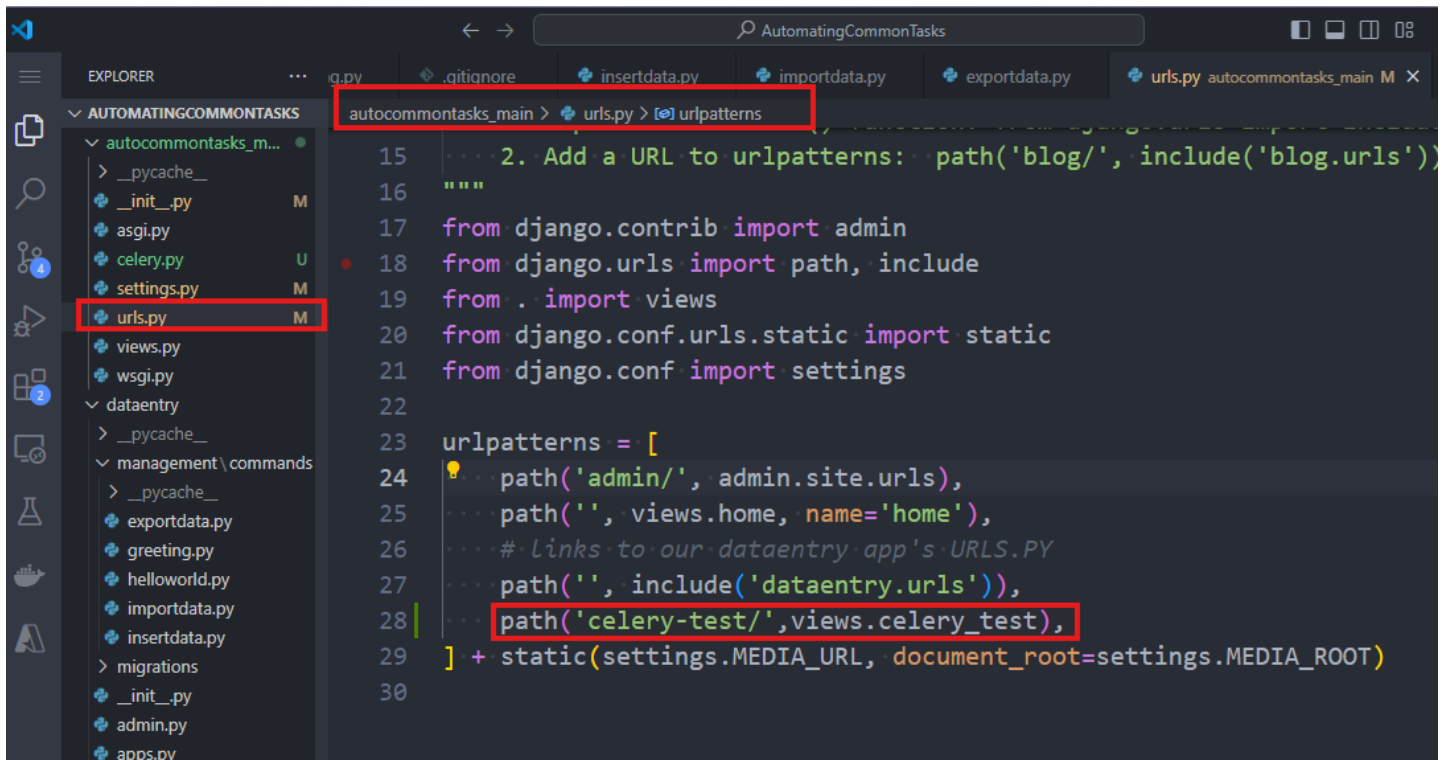 AutomatingCommonTasks
EXPLORER
AUTOMATINGCOMMONTASKS
autocommontasks_m...
__pycache__
__init__.py M
asgi.py
celery.py U
settings.py M
urls.py M
views.py
wsgi.py
dataentry
__pycache__
management\commands
__pycache__
exportdata.py
greeting.py
helloworld.py
importdata.py
insertdata.py
migrations
__init__.py
admin.py
apps.py
4
2
.gitignore insertdata.py importdata.py exportdata.py urls.py autocommontasks_main M
autocommontasks_main > urls.py > urlpatterns
15 2. Add a URL to urlpatterns: path('blog/', include('blog.urls'))
16 """
17 from django.contrib import admin
18 from django.urls import path, include
19 from . import views
20 from django.conf.urls.static import static
21 from django.conf import settings
22
23 urlpatterns = [
24 path('admin/', admin.site.urls),
25 path('', views.home, name='home'),
26 # links to our dataentry app's URLS.PY
27 path('', include('dataentry.urls')),
28 path('celery-test/',views.celery_test),
29 ] + static(settings.MEDIA_URL, document_root=settings.MEDIA_ROOT)
30